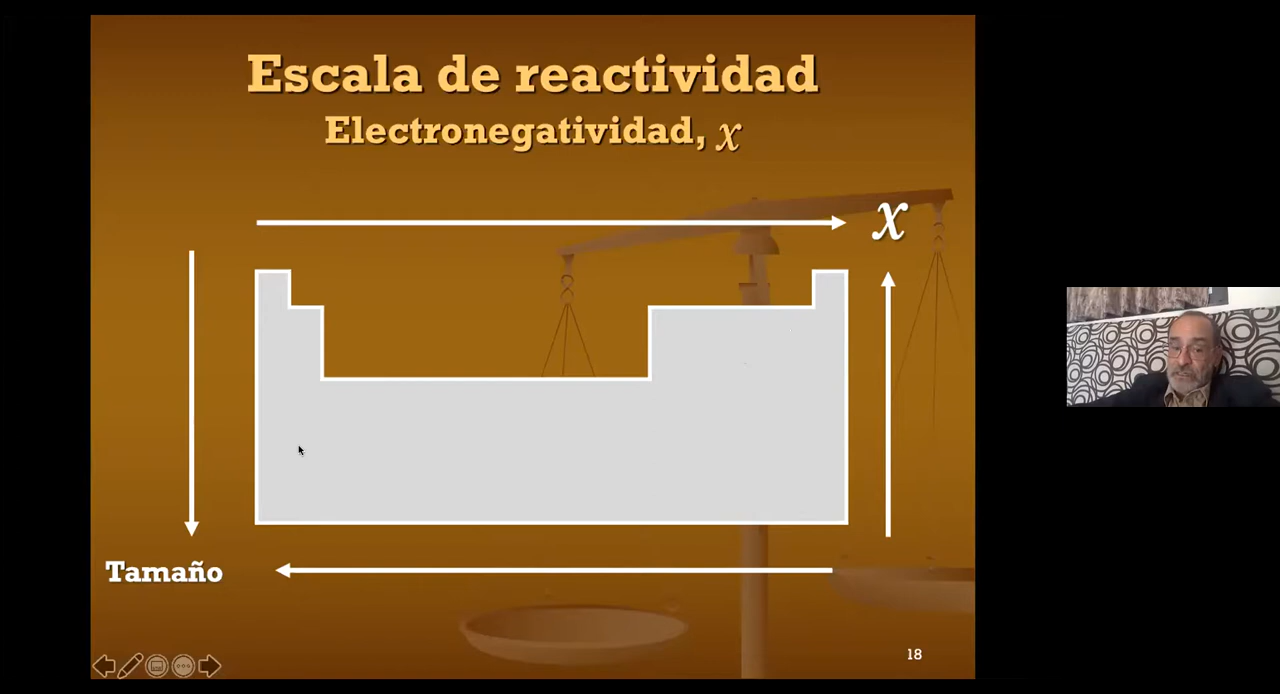 Escala de reactividad
Electronegatividad, x
x
Tamaño
18